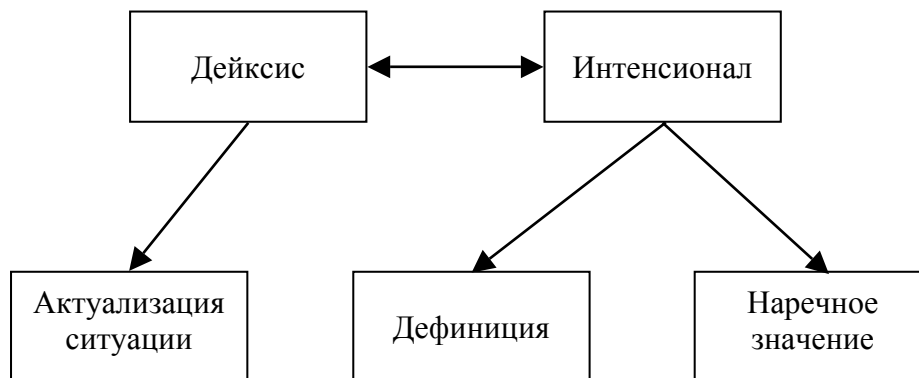 Дейксис
Интенсионал
Актуализация
ситуации
Дефиниция
Наречное
значение